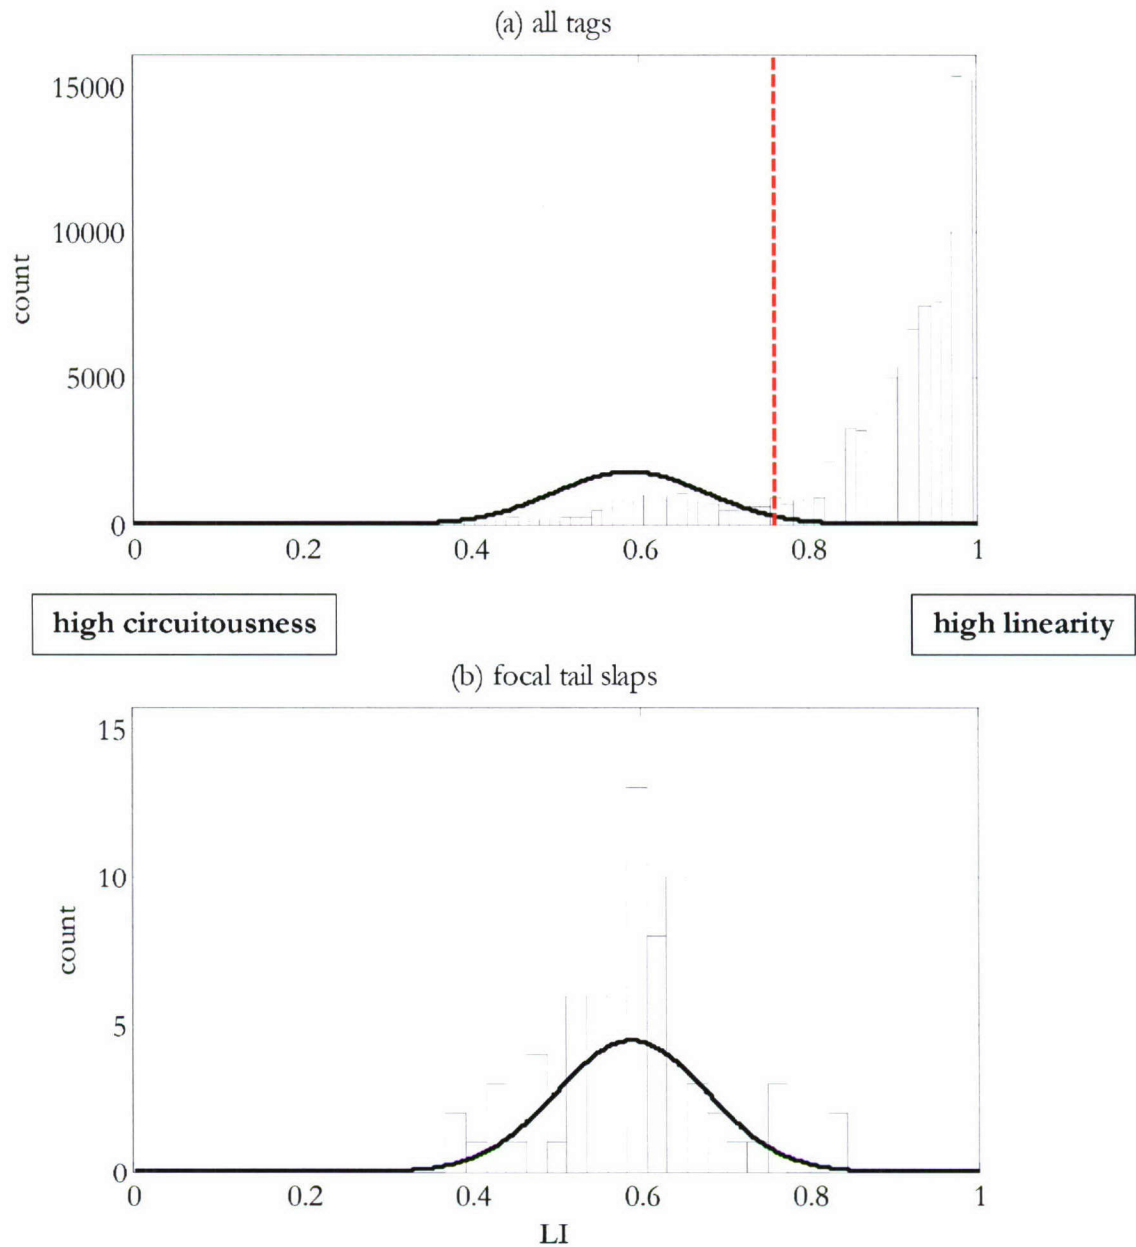 (a) all tags
15000
10000
5000
0
count
0 0.2 0.4 0.6 0.8 1
high circuitousness
high linearity
(b) focal tail slaps
15
10
5
0
count
0 0.2 0.4 0.6 0.8 1
LI